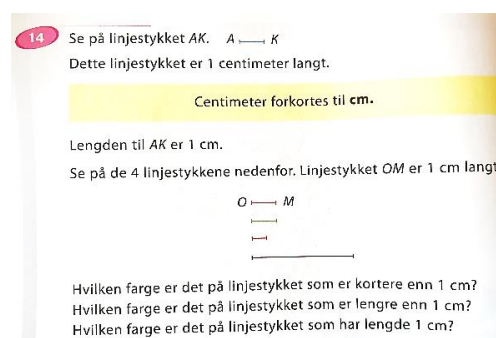 14 Se på linjestykket AK. A K
Dette linjestykket er 1 centimeter langt.
Centimeter forkortes til cm.
Lengden til AK er 1 cm.
Se på de 4 linjestykkene nedenfor. Linjestykket OM er 1 cm langt
O M
Hvilken farge er det på linjestykket som er kortere enn 1 cm?
Hvilken farge er det på linjestykket som er lengre enn 1 cm?
Hvilken farge er det på linjestykket som har lengde 1 cm?